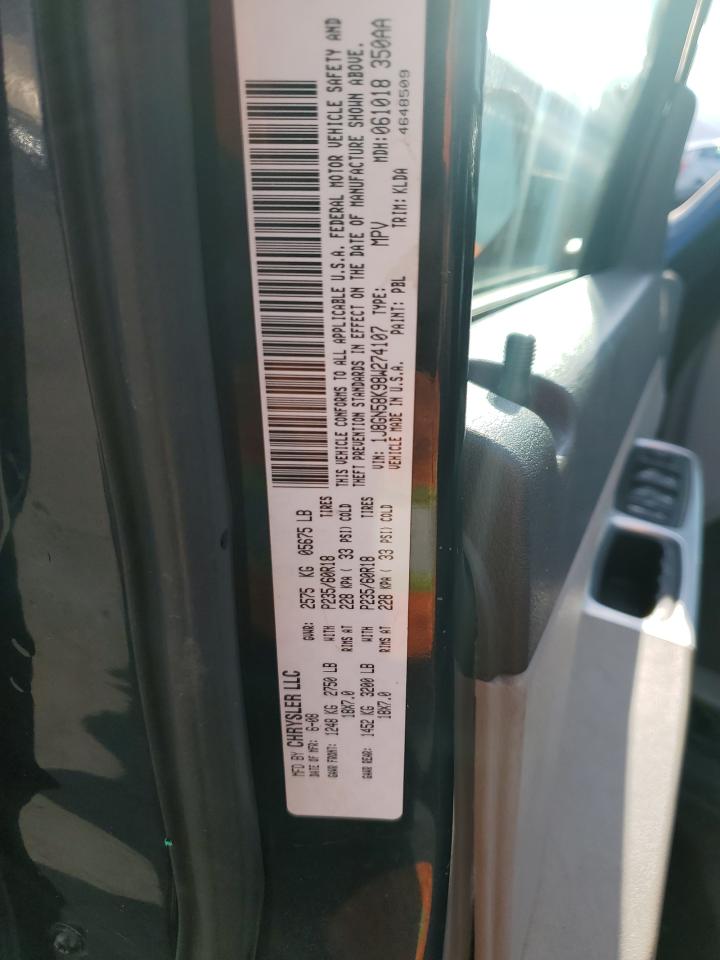 MFD BY CHRYSLER LLC
DATE OF MFR: 6-08 GVWR: 2575 KG 05675 LB
GAWR FRONT: 1248 KG 2750 LB WITH P235/60R18 TIRES
18X7.0 RIMS AT 228 KPA ( 33 PSI) COLD
GAWR REAR: 1452 KG 3200 LB WITH P235/60R18 TIRES
18X7.0 RIMS AT 228 KPA ( 33 PSI) COLD
THIS VEHICLE CONFORMS TO ALL APPLICABLE U.S.A. FEDERAL MOTOR VEHICLE SAFETY AND
THEFT PREVENTION STANDARDS IN EFFECT ON THE DATE OF MANUFACTURE SHOWN ABOVE.
VIN: 1J8GN58K98W274107 TYPE: MPV MDH:061018 350AA
VEHICLE MADE IN U.S.A. PAINT: PBL TRIM: KLDA 4648509